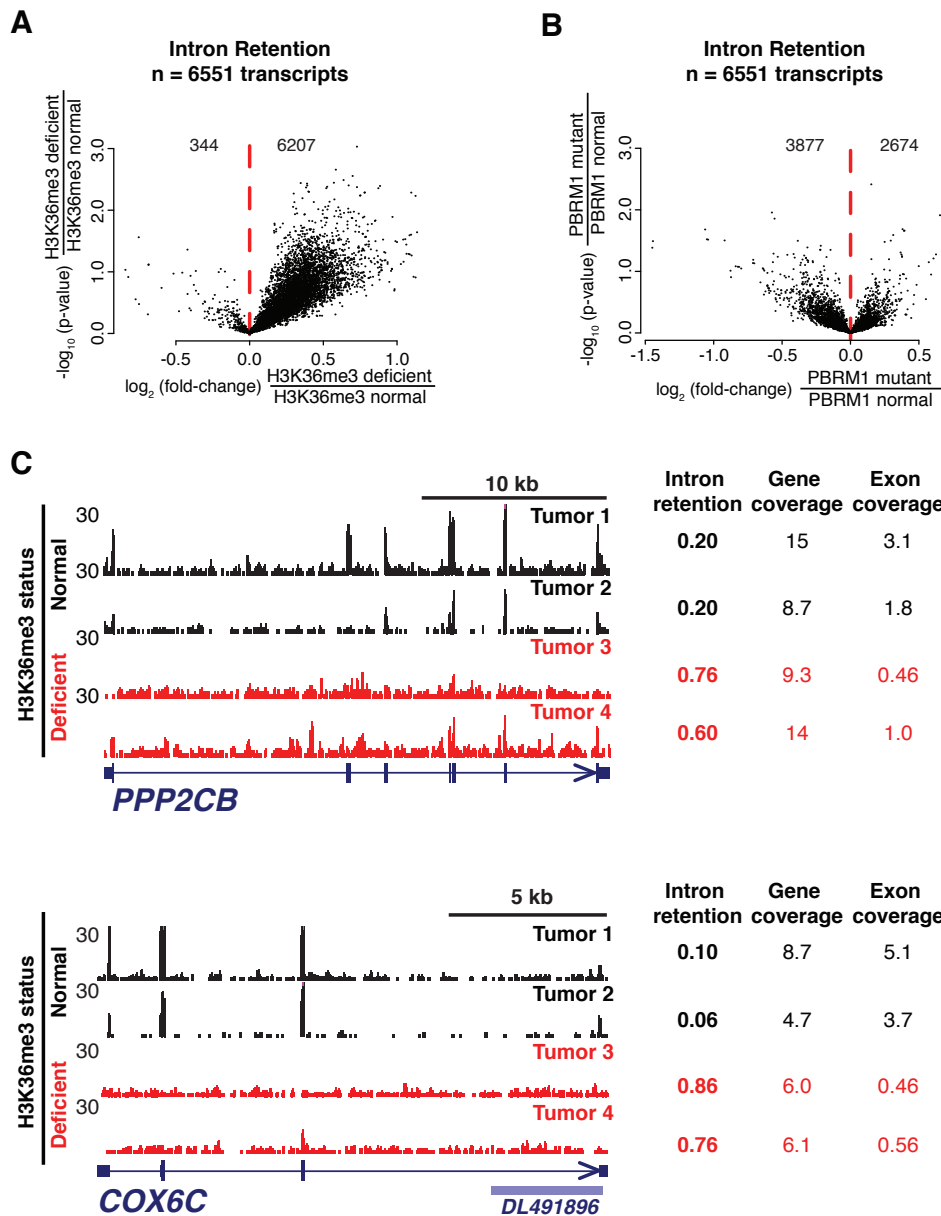 A
Intron Retention
n = 6551 transcripts
-log10 (p-value) H3K36me3 deficient
H3K36me3 normal
344 6207
3.0
2.0
1.0
0.0
-0.5 0.0 0.5 1.0
log2 (fold-change) H3K36me3 deficient
H3K36me3 normal
B
Intron Retention
n = 6551 transcripts
-log10 (p-value) PBRM1 mutant
PBRM1 normal
3877 2674
3.0
2.0
1.0
0.0
-1.5 -1.0 -0.5 0.0 0.5
log2 (fold-change) PBRM1 mutant
PBRM1 normal
C
H3K36me3 status
Normal
Deficient
10 kb
30 Tumor 1
30 Tumor 2
30 Tumor 3
30 Tumor 4
PPP2CB
Intron retention Gene coverage Exon coverage
0.20 15 3.1
0.20 8.7 1.8
0.76 9.3 0.46
0.60 14 1.0
H3K36me3 status
Normal
Deficient
5 kb
30 Tumor 1
30 Tumor 2
30 Tumor 3
30 Tumor 4
COX6C
DL491896
Intron retention Gene coverage Exon coverage
0.10 8.7 5.1
0.06 4.7 3.7
0.86 6.0 0.46
0.76 6.1 0.56